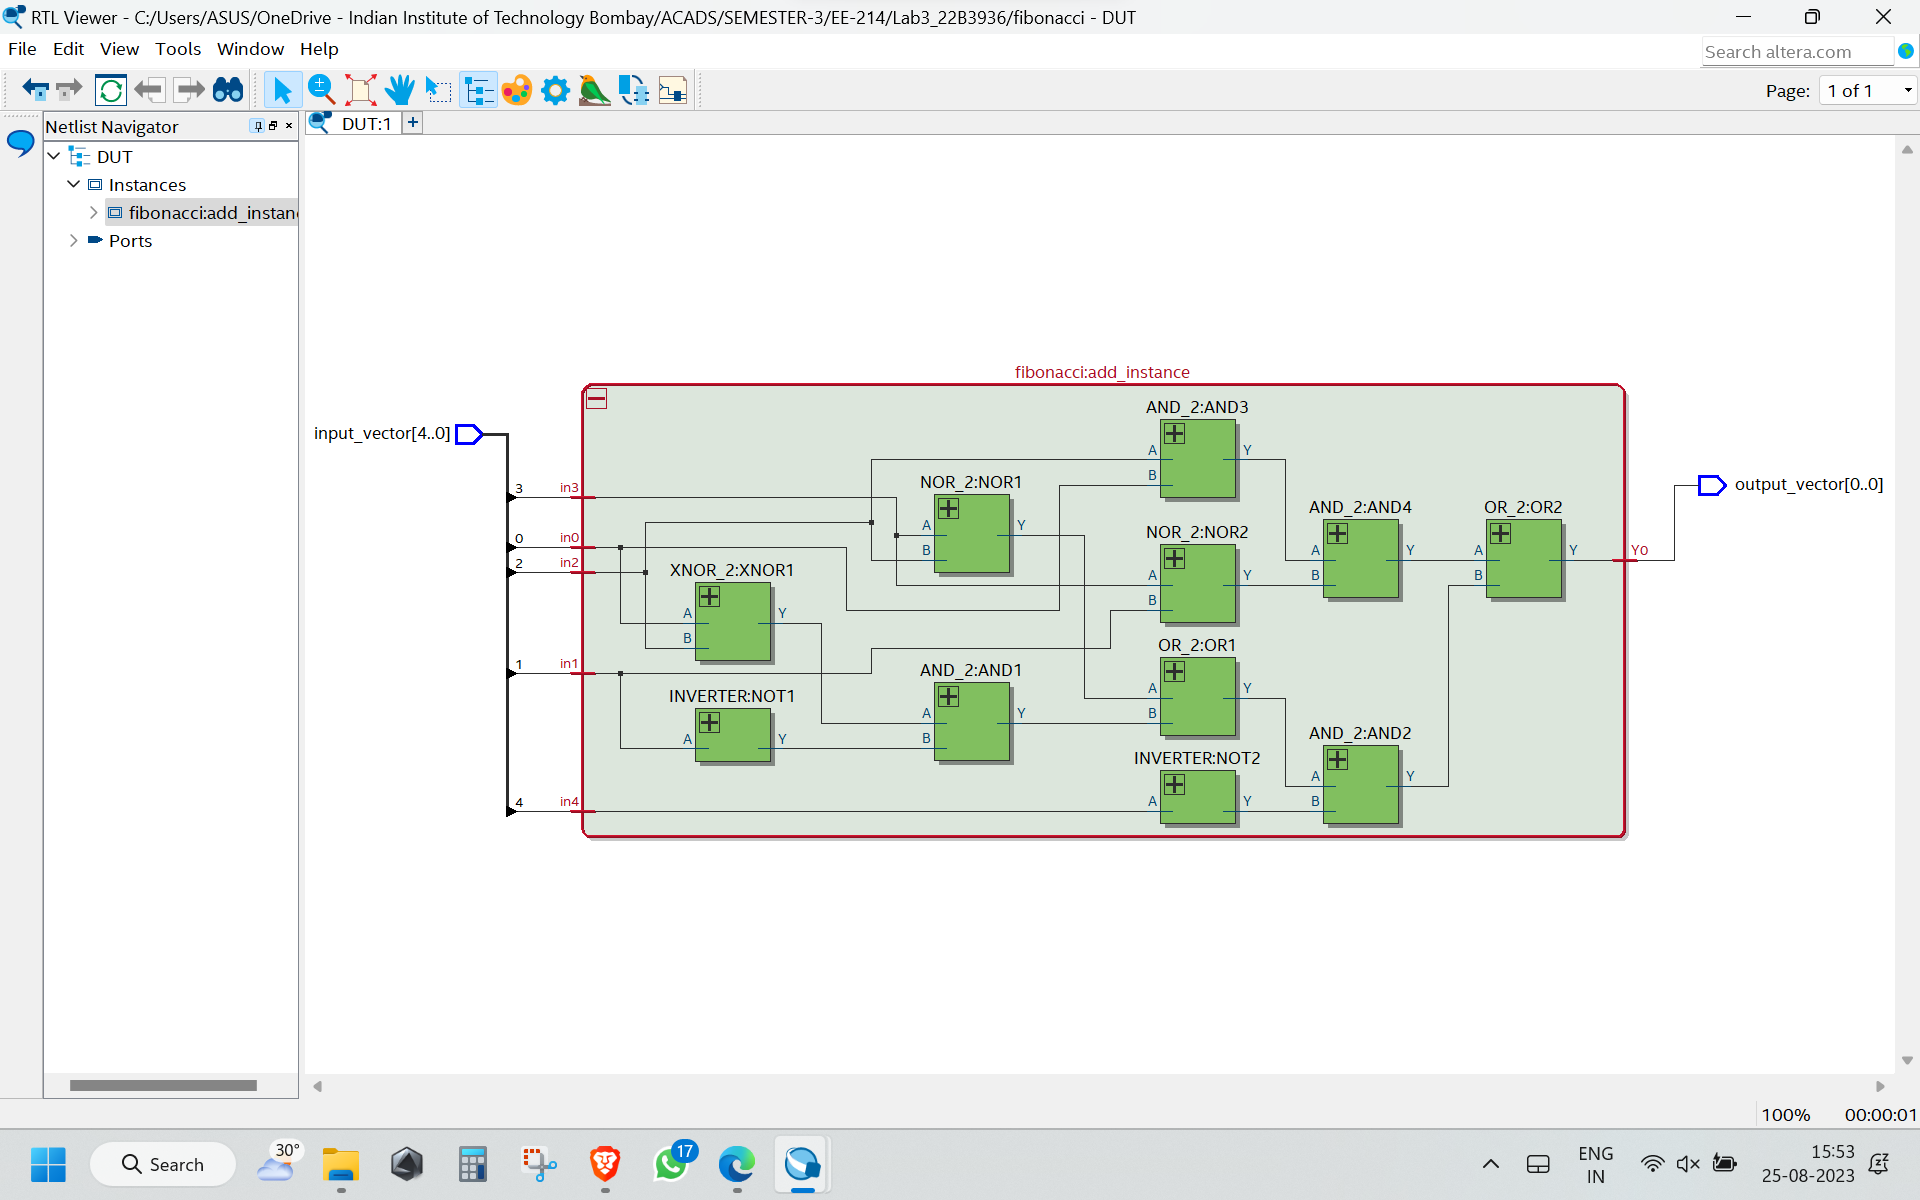 RTL Viewer - C:/Users/ASUS/OneDrive - Indian Institute of Technology Bombay/ACADS/SEMESTER-3/EE-214/Lab3_22B3936/fibonacci - DUT
File Edit View Tools Window Help
Search altera.com
Page: 1 of 1
Netlist Navigator
DUT:1 +
DUT
Instances
fibonacci:add_instan
Ports
fibonacci:add_instance
input_vector[4..0]
3 in3
0 in0
2 in2
1 in1
4 in4
XNOR_2:XNOR1
A Y
B
INVERTER:NOT1
A Y
NOR_2:NOR1
A Y
B
AND_2:AND1
A Y
B
AND_2:AND3
A Y
B
NOR_2:NOR2
A Y
B
OR_2:OR1
A Y
B
INVERTER:NOT2
A Y
AND_2:AND4
A Y
B
AND_2:AND2
A Y
B
OR_2:OR2
A Y
B
Y0
output_vector[0..0]
100% 00:00:01
Search
30°
17
ENG
IN
15:53
25-08-2023